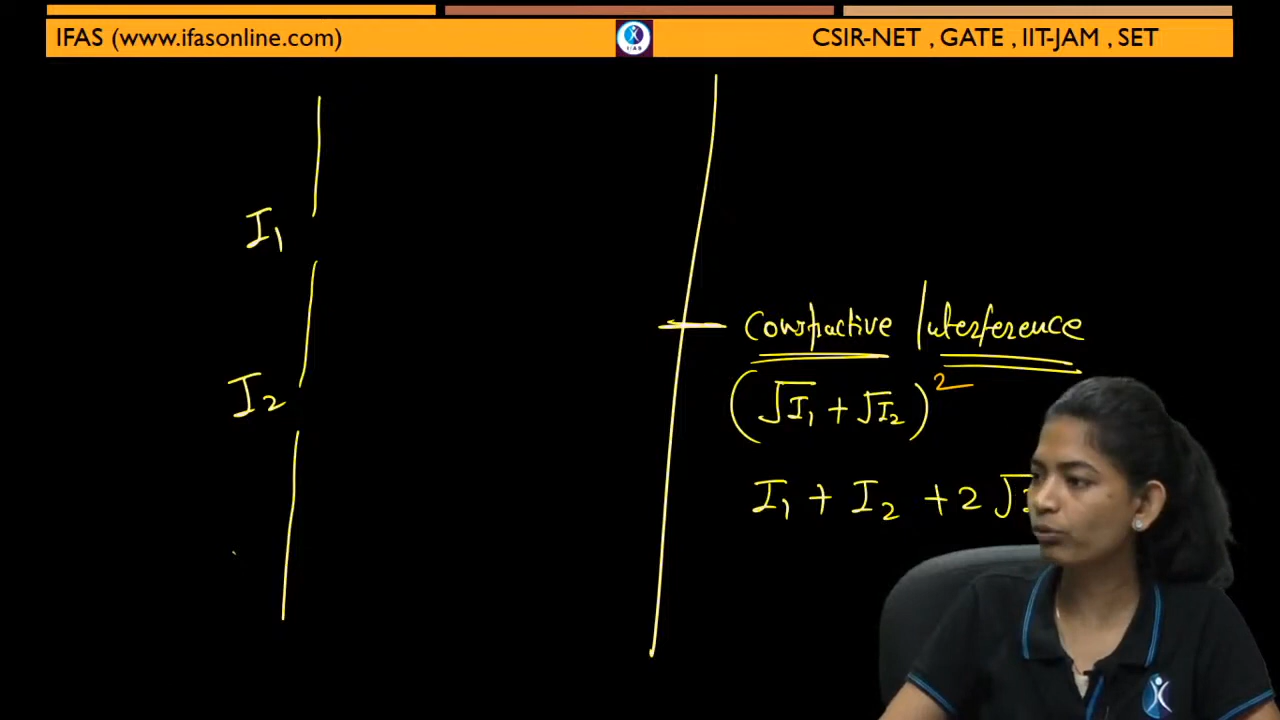 IFAS (www.ifasonline.com)
IFAS
CSIR-NET , GATE , IIT-JAM , SET
I₁
I₂
Interference
(√I₁ + √I₂)²
I₁ + I₂ + 2 √